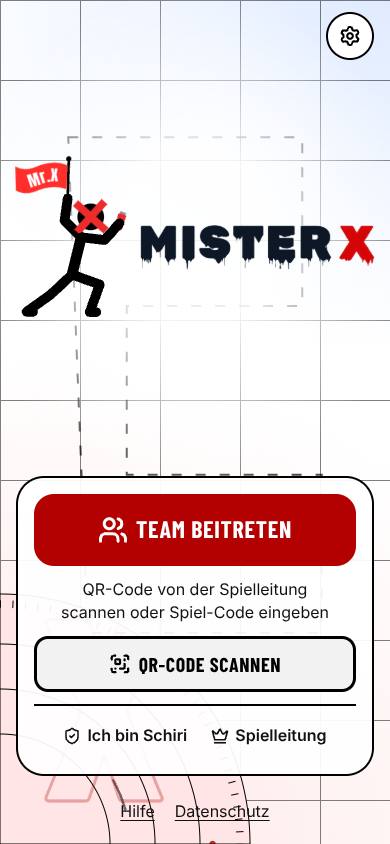 Mr.X
MISTER X
TEAM BEITRETEN
QR-Code von der Spielleitung
scannen oder Spiel-Code eingeben
QR-CODE SCANNEN
Ich bin Schiri Spielleitung
Hilfe Datenschutz